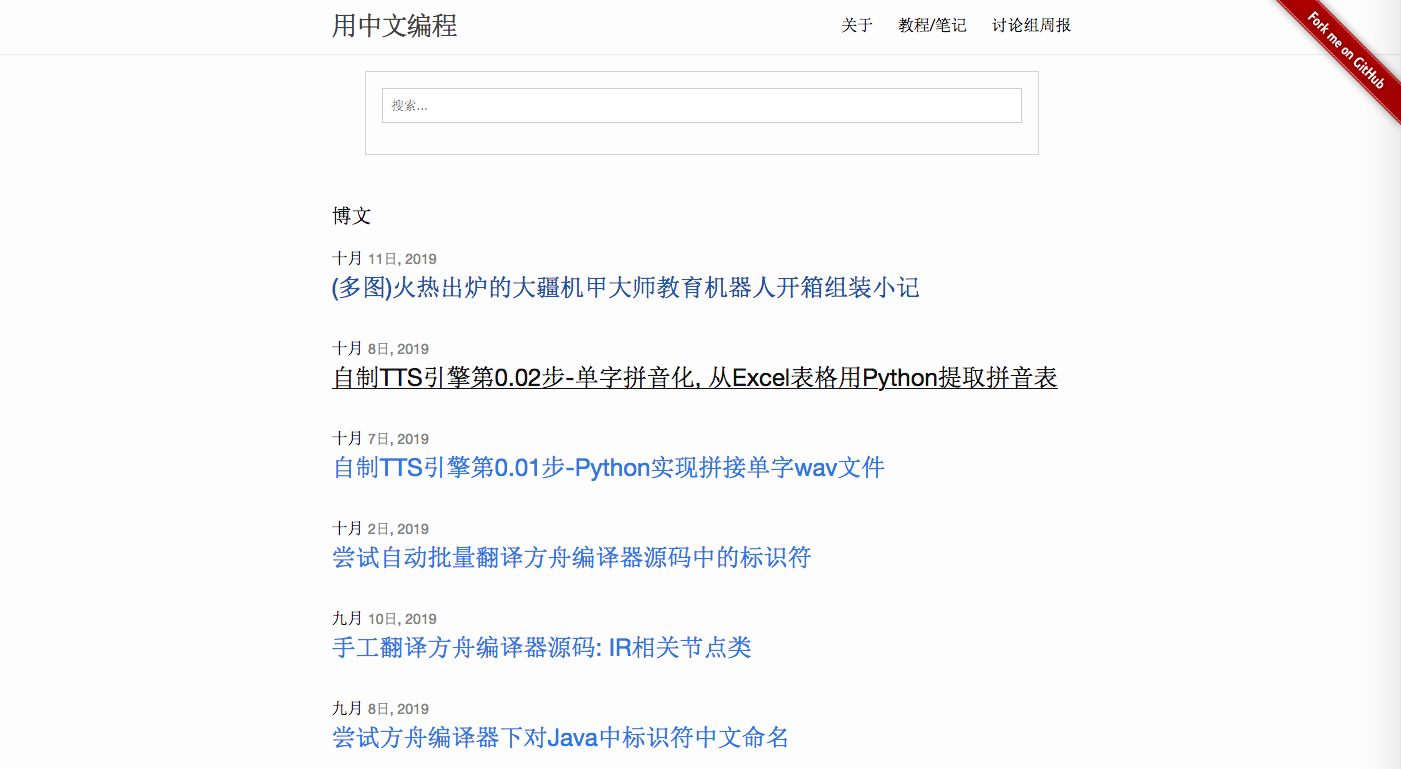 用中文编程
关于 教程/笔记 讨论组周报
Fork me on GitHub
搜索...
博文
十月 11日, 2019
(多图)火热出炉的大疆机甲大师教育机器人开箱组装小记
十月 8日, 2019
自制TTS引擎第0.02步-单字拼音化, 从Excel表格用Python提取拼音表
十月 7日, 2019
自制TTS引擎第0.01步-Python实现拼接单字wav文件
十月 2日, 2019
尝试自动批量翻译方舟编译器源码中的标识符
九月 10日, 2019
手工翻译方舟编译器源码: IR相关节点类
九月 8日, 2019
尝试方舟编译器下对Java中标识符中文命名